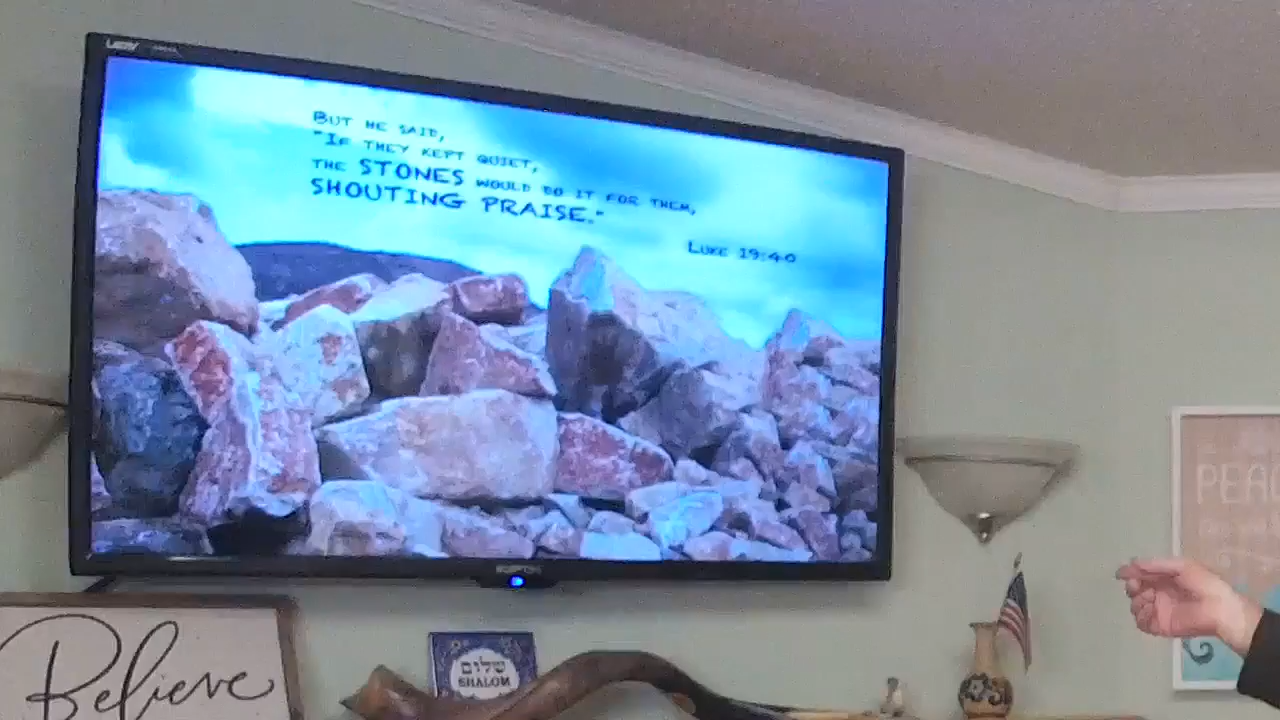 BUT HE SAID,
"IF THEY KEPT QUIET,
THE STONES WOULD DO IT FOR THEM,
SHOUTING PRAISE."
LUKE 19:40
PEA
Believe
שלום
SHALOM